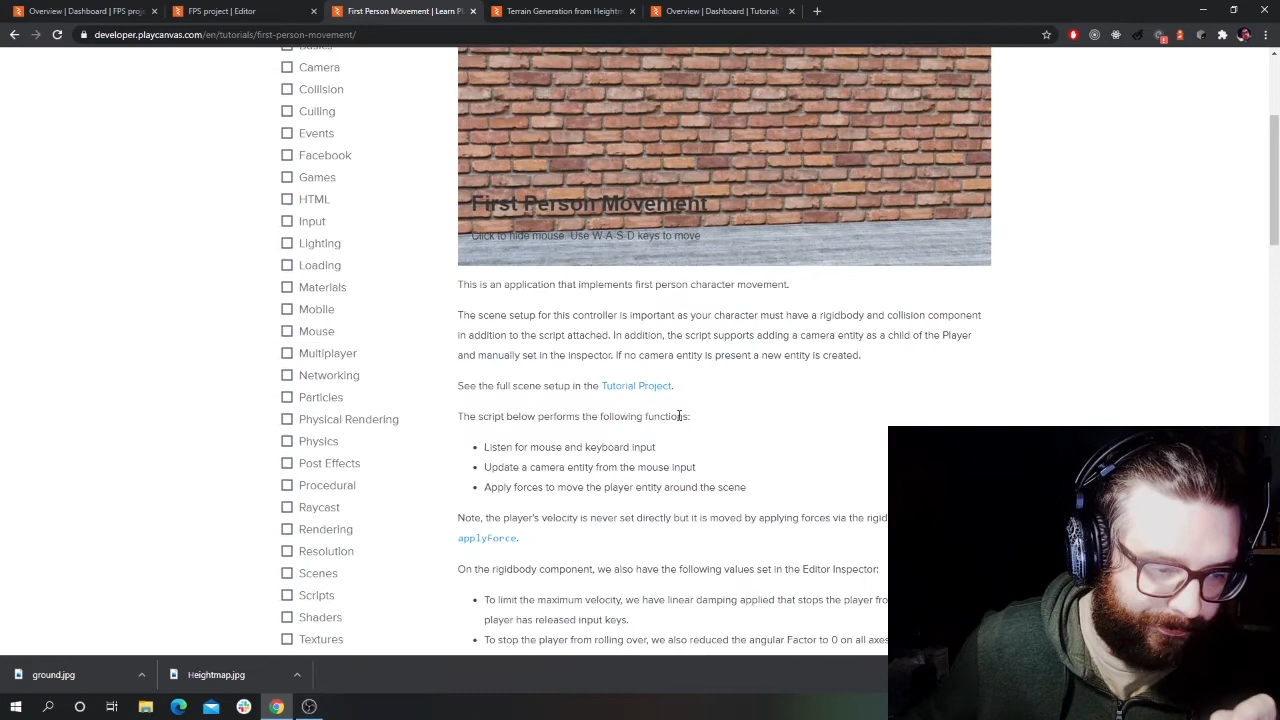 Overview | Dashboard | FPS proje
FPS project | Editor
First Person Movement | Learn Pl
Terrain Generation from Heightm
Overview | Dashboard | Tutorials
developer.playcanvas.com/en/tutorials/first-person-movement/
Basics
Camera
Collision
Culling
Events
Facebook
Games
HTML
Input
Lighting
Loading
Materials
Mobile
Mouse
Multiplayer
Networking
Particles
Physical Rendering
Physics
Post Effects
Procedural
Raycast
Rendering
Resolution
Scenes
Scripts
Shaders
Textures
First Person Movement
Click to hide mouse. Use W-A-S-D keys to move
This is an application that implements first person character movement.
The scene setup for this controller is important as your character must have a rigidbody and collision component
in addition to the script attached. In addition, the script supports adding a camera entity as a child of the Player
and manually set in the inspector. If no camera entity is present a new entity is created.
See the full scene setup in the Tutorial Project.
The script below performs the following functions:
• Listen for mouse and keyboard input
• Update a camera entity from the mouse input
• Apply forces to move the player entity around the scene
Note, the player's velocity is never set directly but it is moved by applying forces via the rigid
applyForce.
On the rigidbody component, we also have the following values set in the Editor Inspector:
• To limit the maximum velocity, we have linear damping applied that stops the player fro
player has released input keys.
• To stop the player from rolling over, we also reduced the angular Factor to 0 on all axes
ground.jpg
Heightmap.jpg